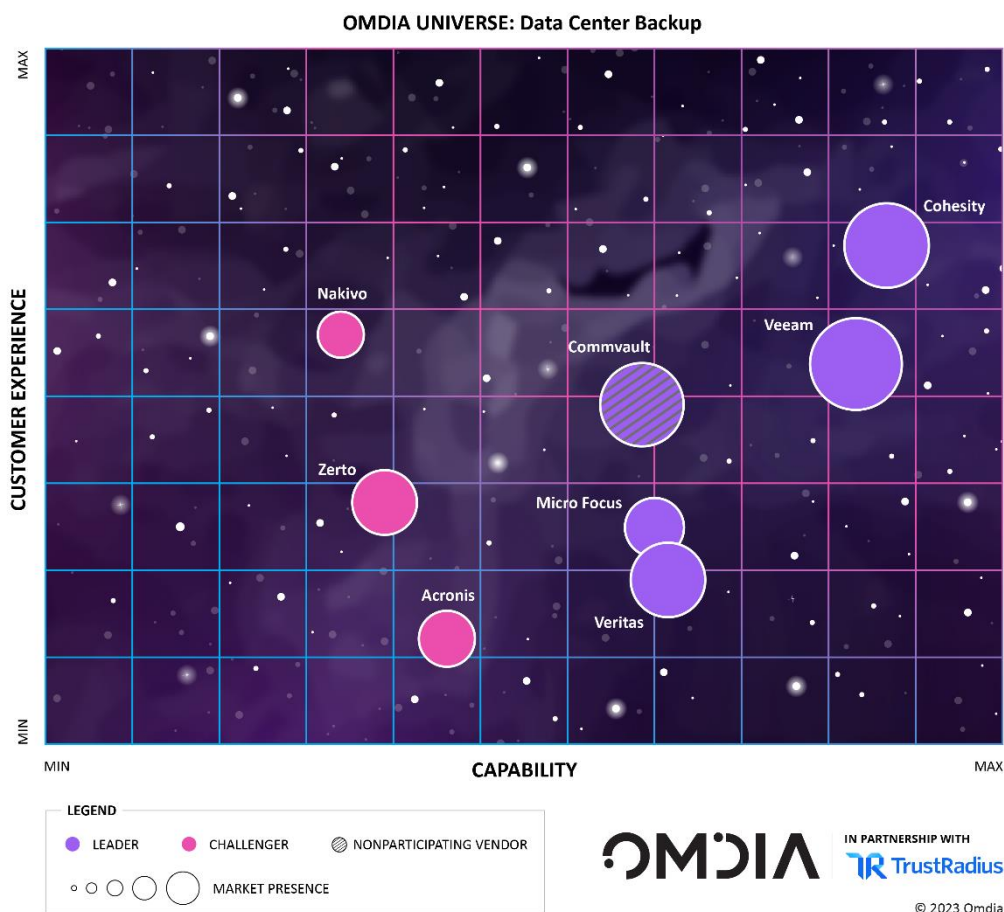 OMDIA UNIVERSE: Data Center Backup
MAX
CUSTOMER EXPERIENCE
MIN
Cohesity
Nakivo
Veeam
Commvault
Zerto
Micro Focus
Acronis
Veritas
MIN
CAPABILITY
MAX
LEGEND
LEADER
CHALLENGER
NONPARTICIPATING VENDOR
MARKET PRESENCE
OMDIA
IN PARTNERSHIP WITH
TR TrustRadius
© 2023 Omdia